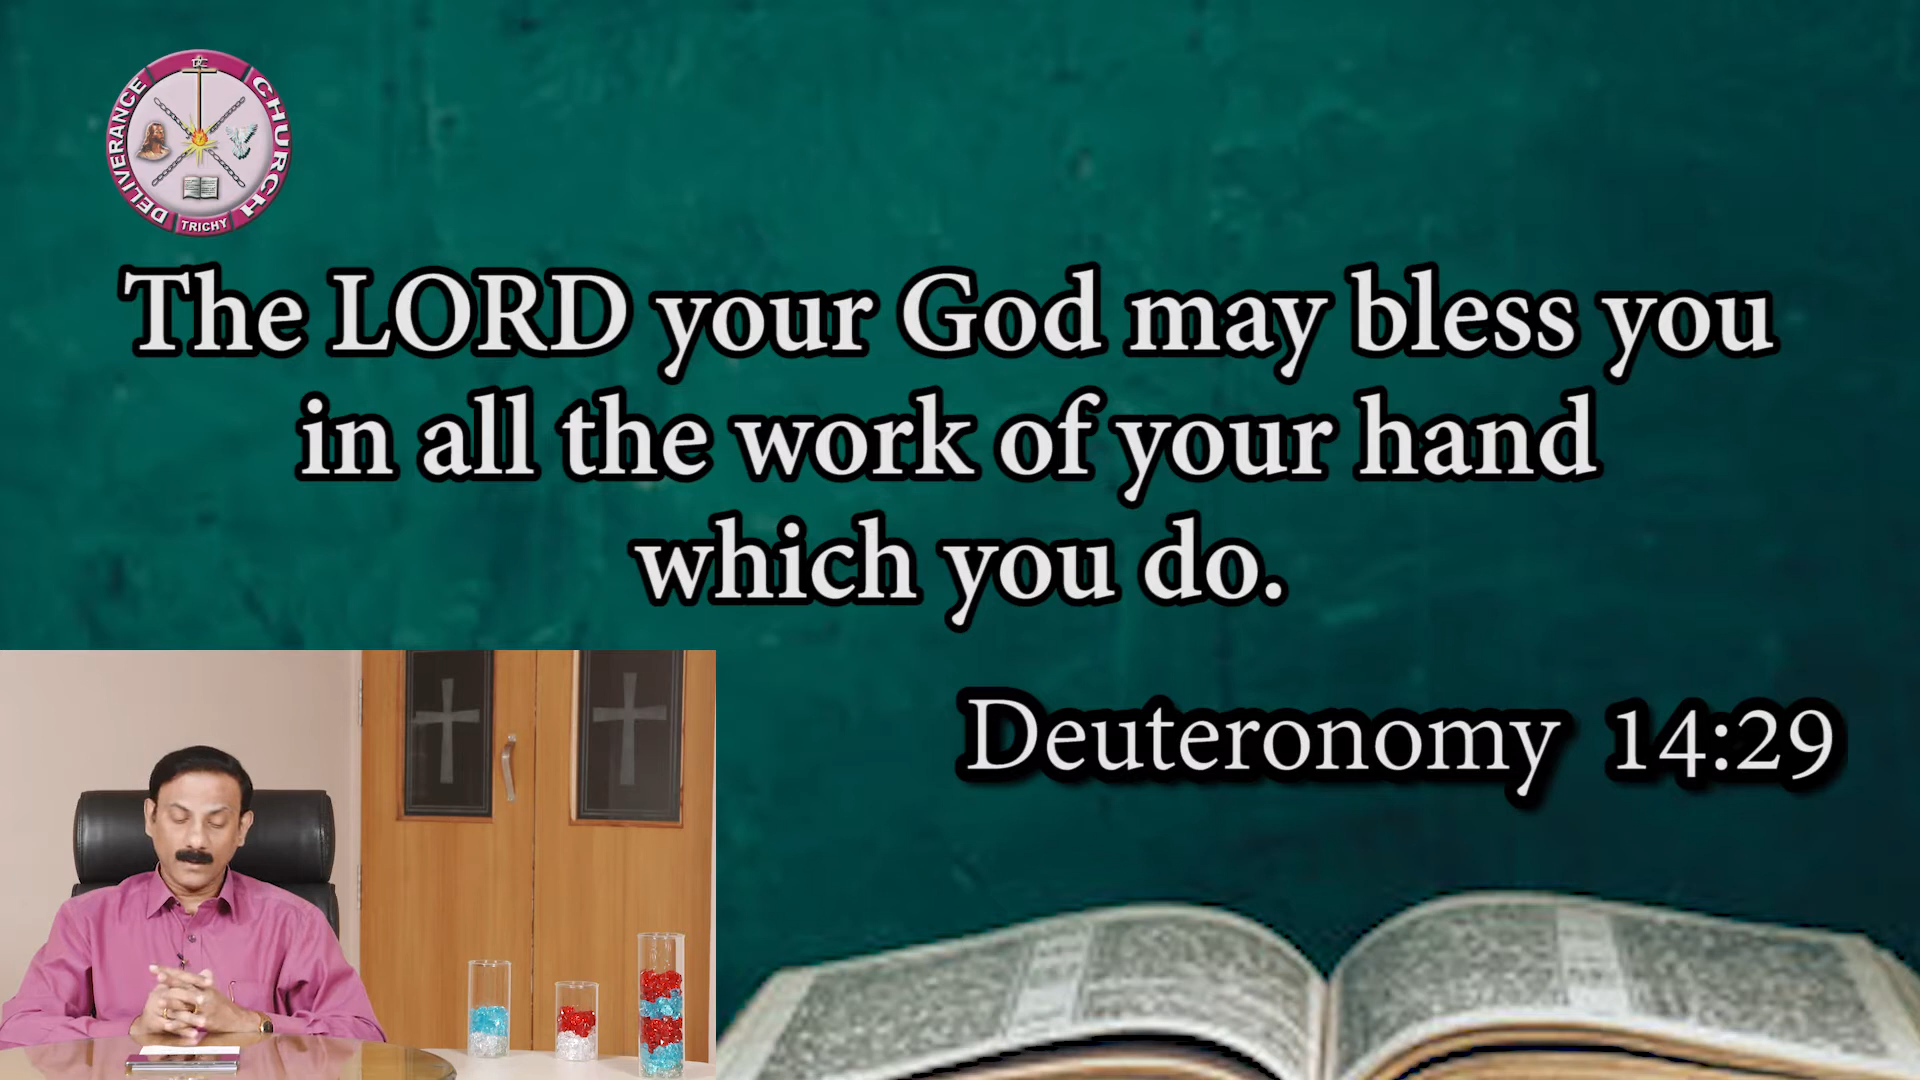 DC
DELIVERANCE CHURCH
TRICHY
The LORD your God may bless you
in all the work of your hand
which you do.
Deuteronomy 14:29